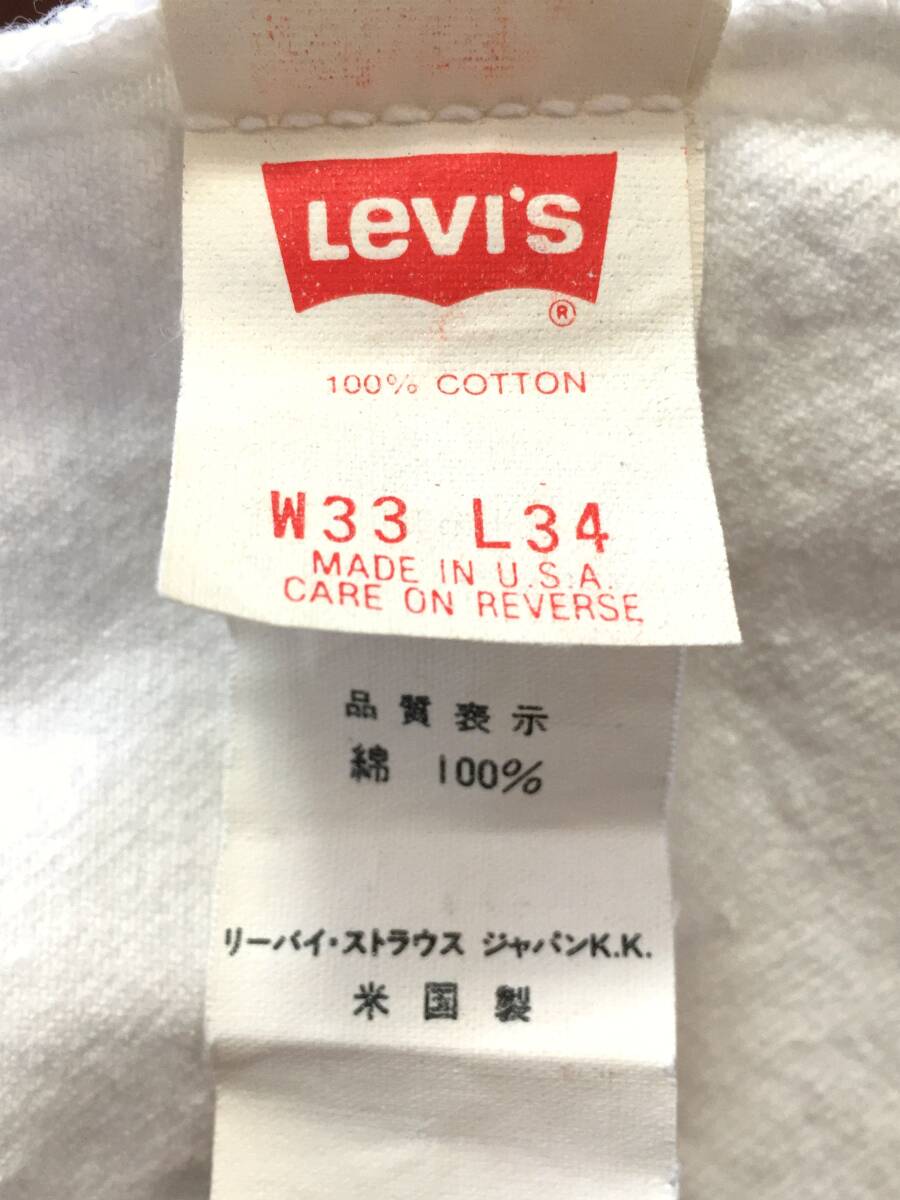 LEVI'S
®
100% COTTON
W33 L34
MADE IN U.S.A.
CARE ON REVERSE
品質表示
綿 100%
リーバイ・ストラウス ジャパンK.K.
米国製